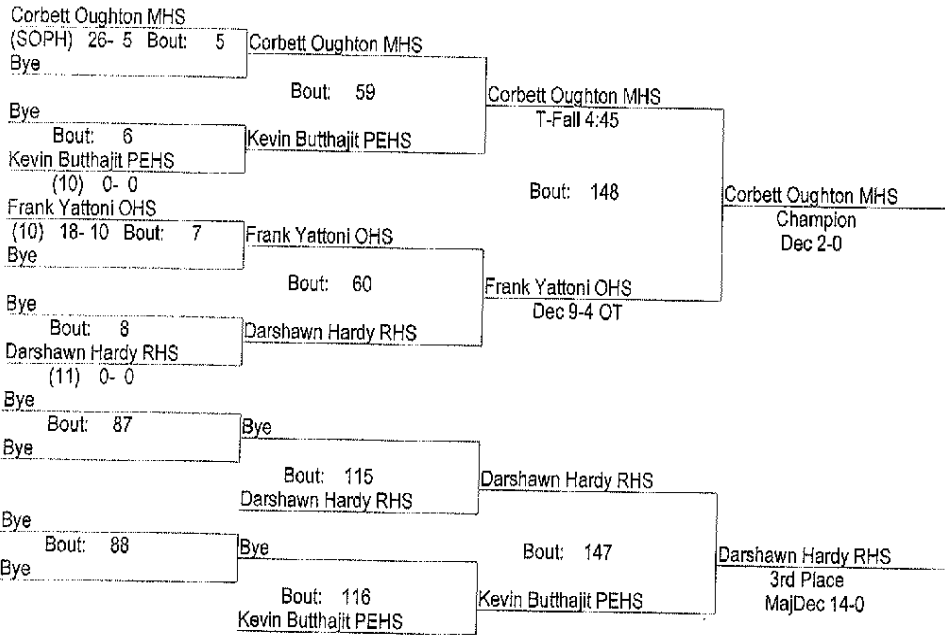 Corbett Oughton MHS
(SOPH) 26- 5 Bout: 5
Bye
Corbett Oughton MHS
Bout: 59
Bye
Bout: 6
Kevin Butthajit PEHS
(10) 0- 0
Kevin Butthajit PEHS
Corbett Oughton MHS
T-Fall 4:45
Frank Yattoni OHS
(10) 18- 10 Bout: 7
Bye
Frank Yattoni OHS
Bout: 60
Bye
Bout: 8
Darshawn Hardy RHS
(11) 0- 0
Darshawn Hardy RHS
Frank Yattoni OHS
Dec 9-4 OT
Bout: 148
Corbett Oughton MHS
Champion
Dec 2-0
Bye
Bout: 87
Bye
Bye
Bout: 115
Darshawn Hardy RHS
Darshawn Hardy RHS
Bye
Bout: 88
Bye
Bye
Bout: 116
Kevin Butthajit PEHS
Kevin Butthajit PEHS
Bout: 147
Darshawn Hardy RHS
3rd Place
MajDec 14-0